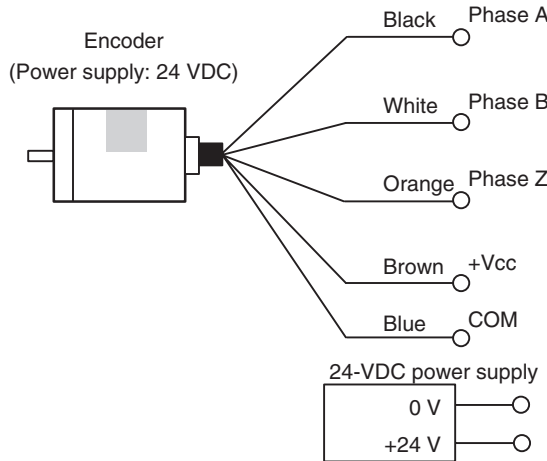 Encoder
(Power supply: 24 VDC)
Black Phase A
White Phase B
Orange Phase Z
Brown +Vcc
Blue COM
24-VDC power supply
0 V
+24 V